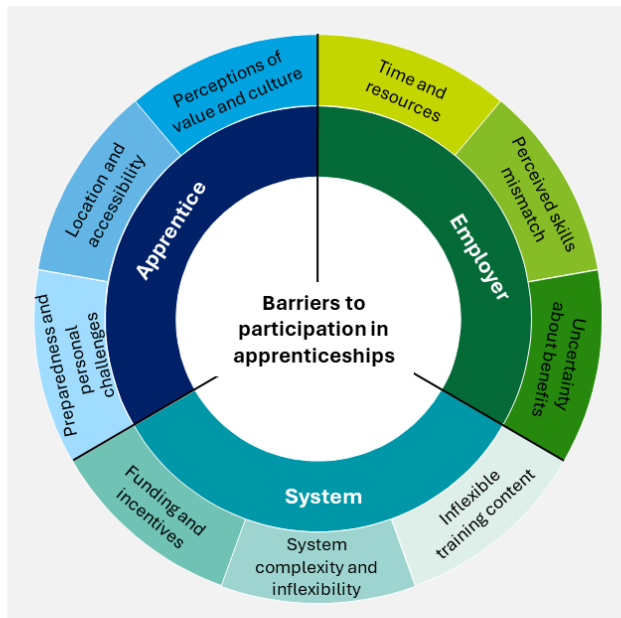 Barriers to
participation in
apprenticeships
Apprentice
Perceptions of
value and culture
Location and
accessibility
Preparedness and
personal
challenges
Employer
Time and
resources
Perceived skills
mismatch
Uncertainty
about benefits
System
Funding and
incentives
System
complexity and
inflexibility
Inflexible
training content